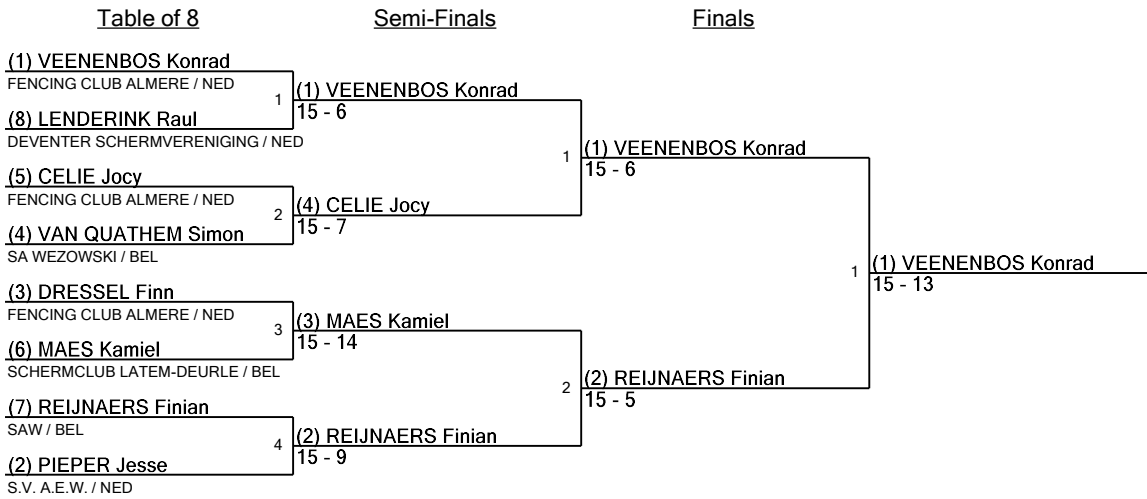 Table of 8
Semi-Finals
Finals
(1) VEENENBOS Konrad
FENCING CLUB ALMERE / NED
1
(8) LENDERINK Raul
DEVENTER SCHERMVERENIGING / NED
(5) CELIE Jocy
FENCING CLUB ALMERE / NED
2
(4) VAN QUATHEM Simon
SA WEZOWSKI / BEL
(3) DRESSEL Finn
FENCING CLUB ALMERE / NED
3
(6) MAES Kamiel
SCHERMCLUB LATEM-DEURLE / BEL
(7) REIJNAERS Finian
SAW / BEL
4
(2) PIEPER Jesse
S.V. A.E.W. / NED
(1) VEENENBOS Konrad
15 - 6
1
(4) CELIE Jocy
15 - 7
(3) MAES Kamiel
15 - 14
2
(2) REIJNAERS Finian
15 - 9
(1) VEENENBOS Konrad
15 - 6
1
(2) REIJNAERS Finian
15 - 5
(1) VEENENBOS Konrad
15 - 13